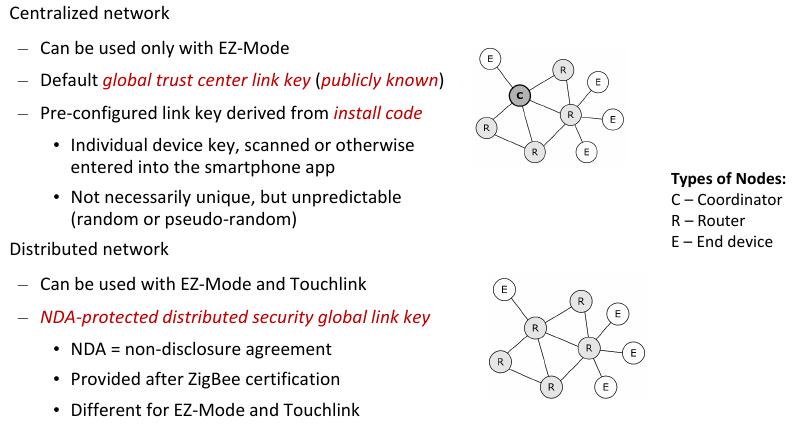 Centralized network
– Can be used only with EZ-Mode
– Default global trust center link key (publicly known)
– Pre-configured link key derived from install code
• Individual device key, scanned or otherwise
entered into the smartphone app
• Not necessarily unique, but unpredictable
(random or pseudo-random)
Distributed network
– Can be used with EZ-Mode and Touchlink
– NDA-protected distributed security global link key
• NDA = non-disclosure agreement
• Provided after ZigBee certification
• Different for EZ-Mode and Touchlink
E
R
E
C
R
E
R
R
E
Types of Nodes:
C – Coordinator
R – Router
E – End device
E
R
E
R
R
E
R
R
E